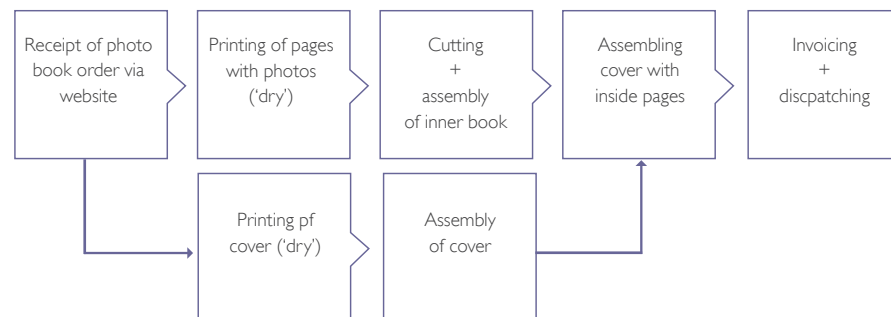 Receipt of photo
book order via
website
Printing of pages
with photos
(‘dry’)
Cutting
+
assembly
of inner book
Assembling
cover with
inside pages
Invoicing
+
discpatching
Printing pf
cover (‘dry’)
Assembly
of cover